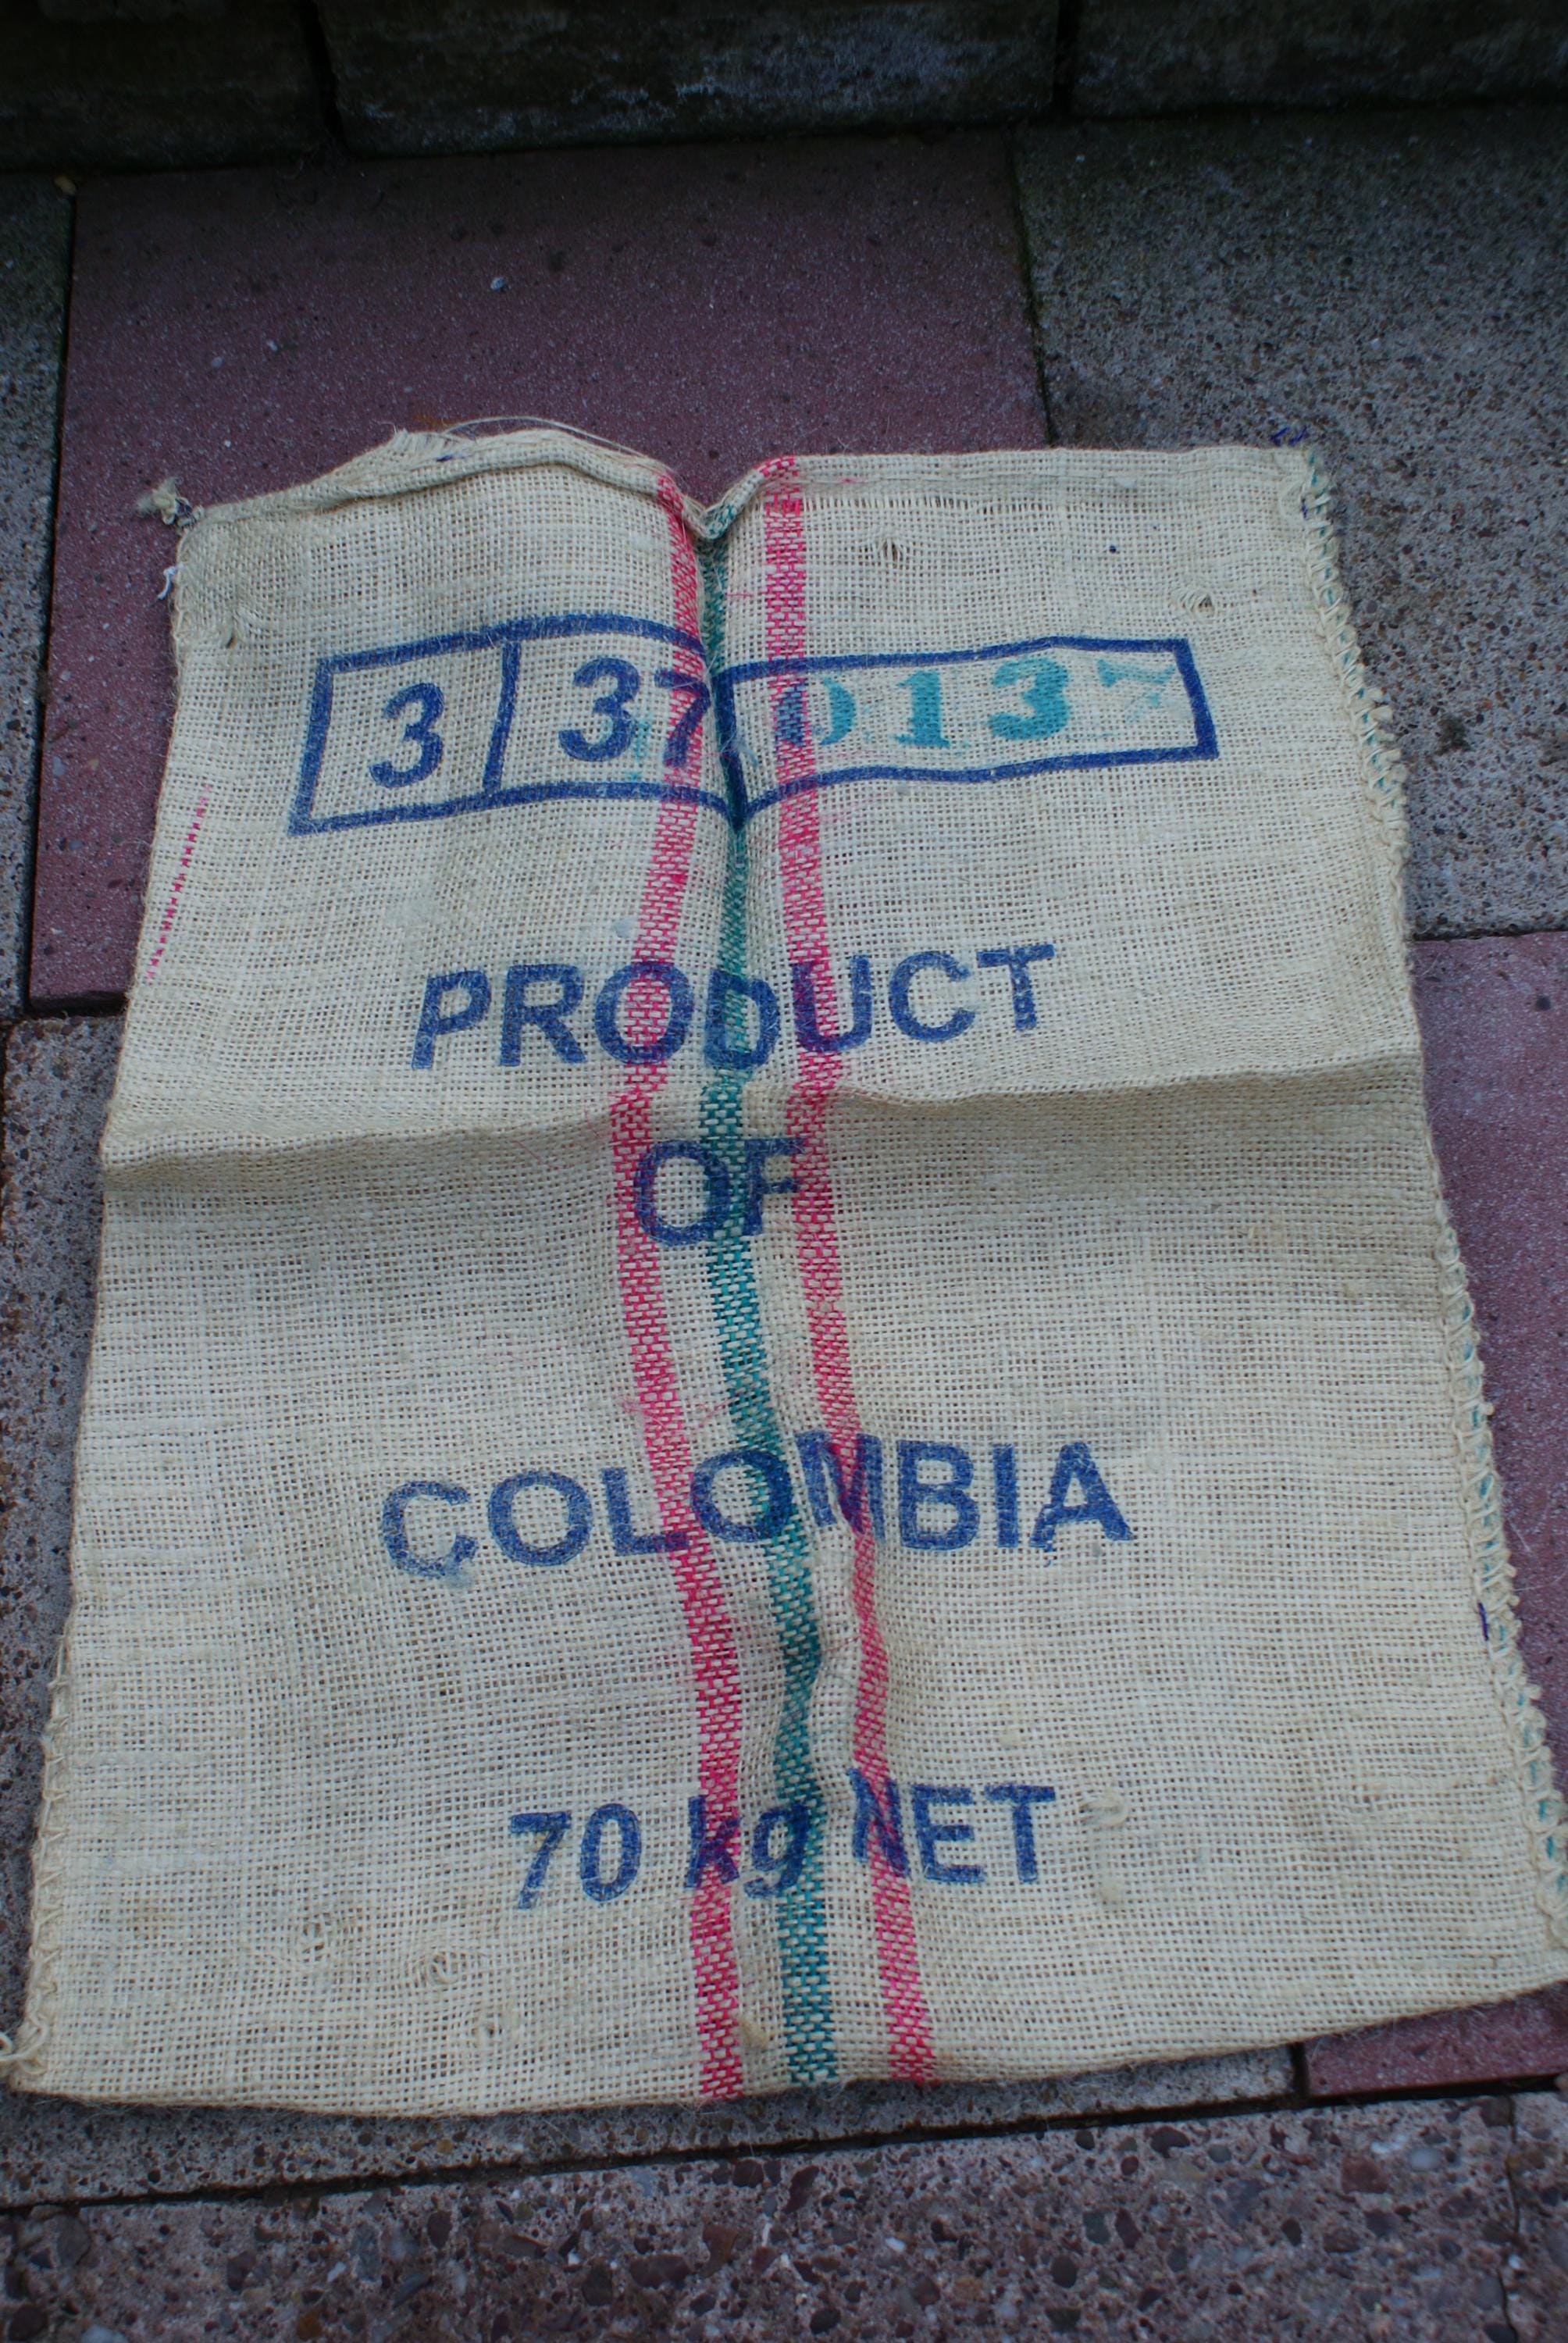 3 37 0137
PRODUCT
OF
COLOMBIA
70 kg NET